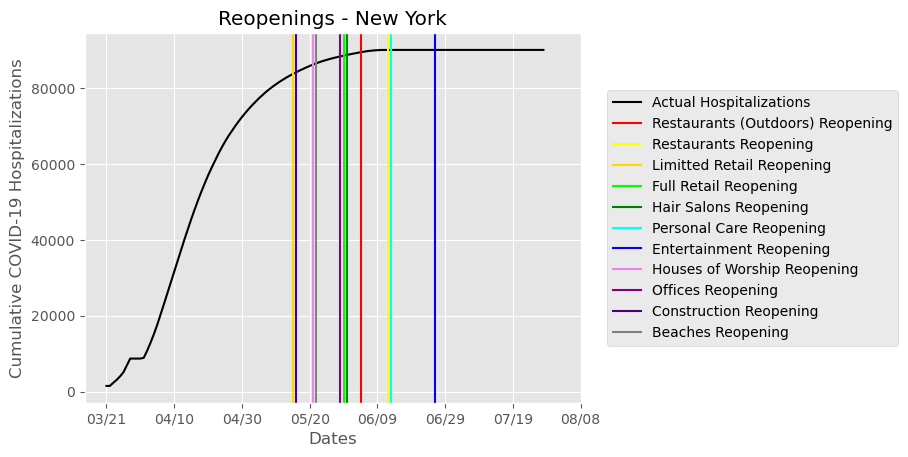 Reopenings - New York
Cumulative COVID-19 Hospitalizations
80000
60000
40000
20000
0
03/21 04/10 04/30 05/20 06/09 06/29 07/19 08/08
Dates
Actual Hospitalizations
Restaurants (Outdoors) Reopening
Restaurants Reopening
Limitted Retail Reopening
Full Retail Reopening
Hair Salons Reopening
Personal Care Reopening
Entertainment Reopening
Houses of Worship Reopening
Offices Reopening
Construction Reopening
Beaches Reopening